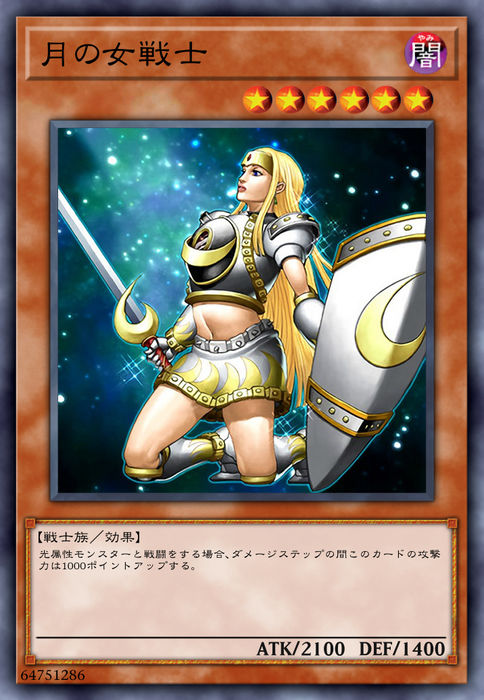 月の女戦士
やみ
闇
【戦士族／効果】
光属性モンスターと戦闘をする場合、ダメージステップの間このカードの攻撃
力は1000ポイントアップする。
ATK/2100 DEF/1400
64751286